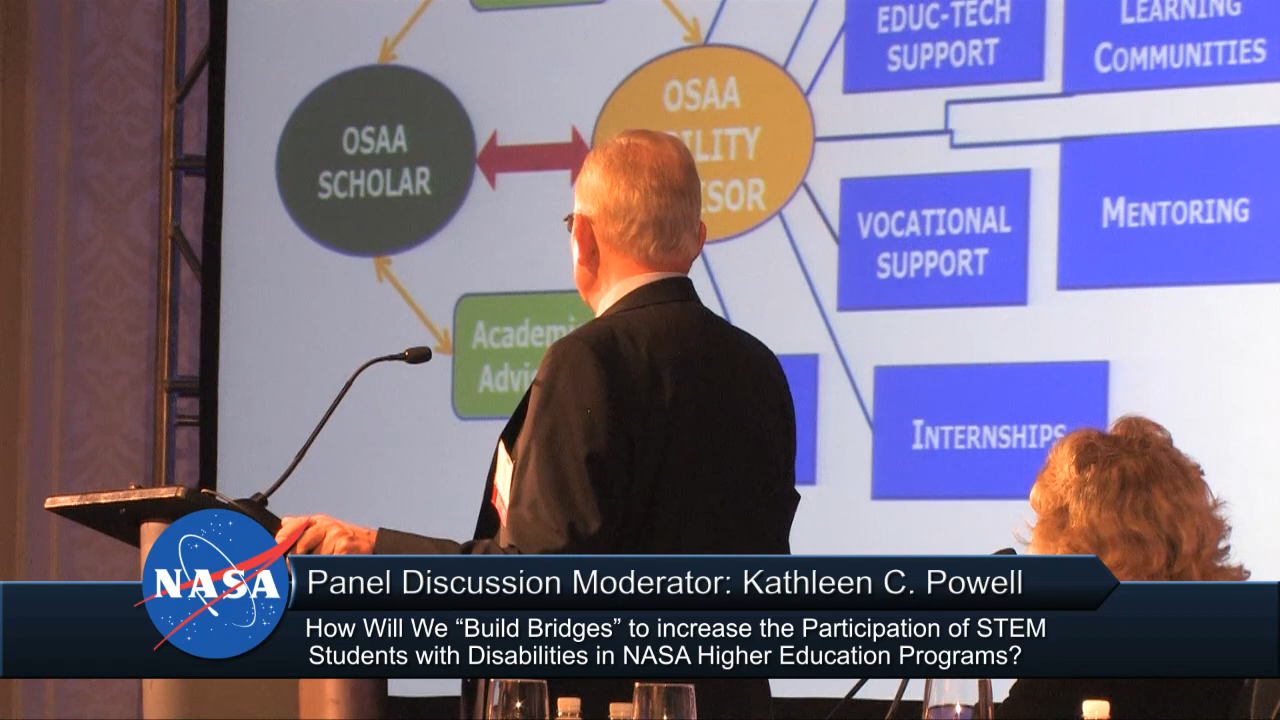 EDUC-TECH
SUPPORT
LEARNING
COMMUNITIES
OSAA
SCHOLAR
OSAA
VOCATIONAL
SUPPORT
MENTORING
Academic
INTERNSHIPS
NASA
Panel Discussion Moderator: Kathleen C. Powell
How Will We “Build Bridges” to increase the Participation of STEM
Students with Disabilities in NASA Higher Education Programs?